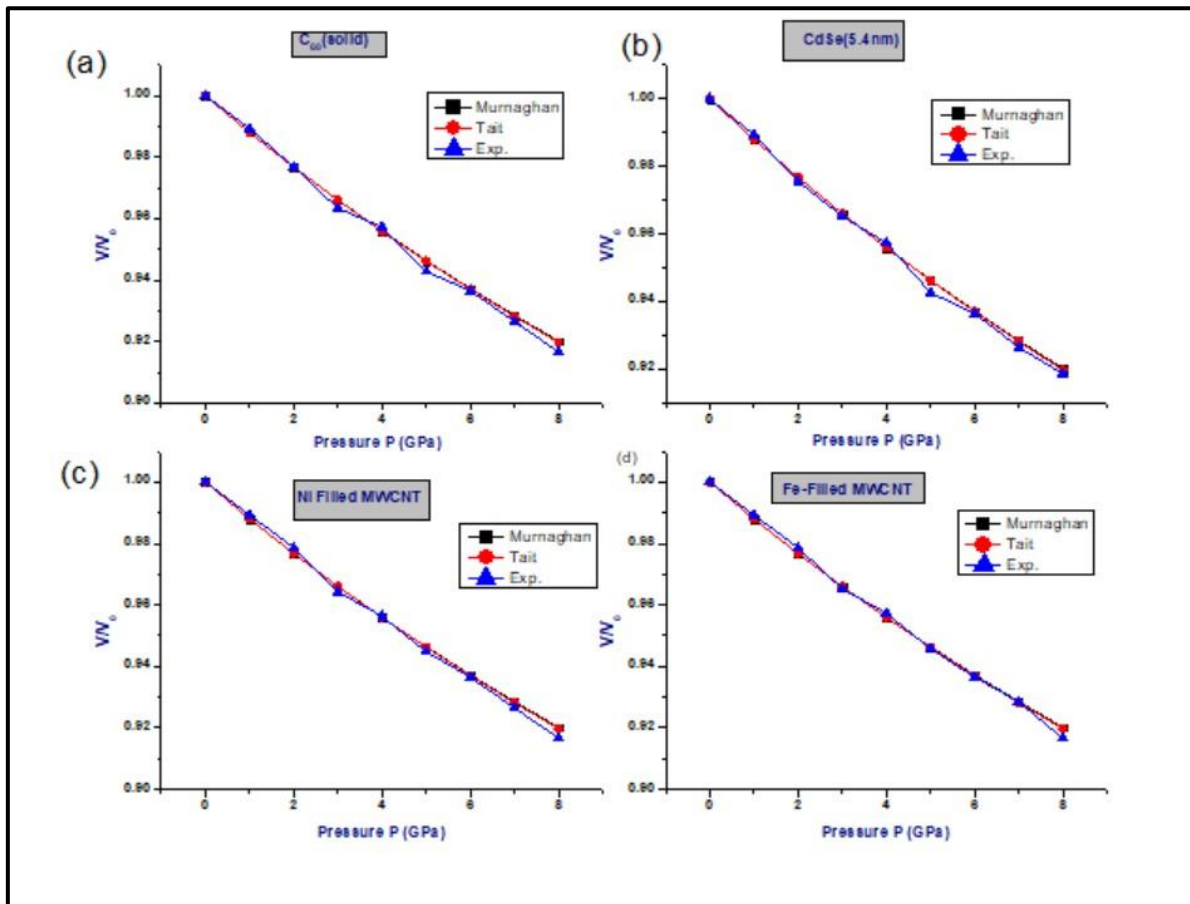 (a)
C60(solid)
Murnaghan
Tait
Exp.
V/V0
1.00
0.98
0.96
0.94
0.92
0.90
0 2 4 6 8
Pressure P (GPa)
(b)
CdSe(5.4nm)
Murnaghan
Tait
Exp.
V/V0
1.00
0.98
0.96
0.94
0.92
0 2 4 6 8
Pressure P (GPa)
(c)
Ni Filled MWCNT
Murnaghan
Tait
Exp.
V/V0
1.00
0.98
0.96
0.94
0.92
0.90
0 2 4 6 8
Pressure P (GPa)
(d)
Fe-Filled MWCNT
Murnaghan
Tait
Exp.
V/V0
1.00
0.98
0.96
0.94
0.92
0.90
0 2 4 6 8
Pressure P (GPa)